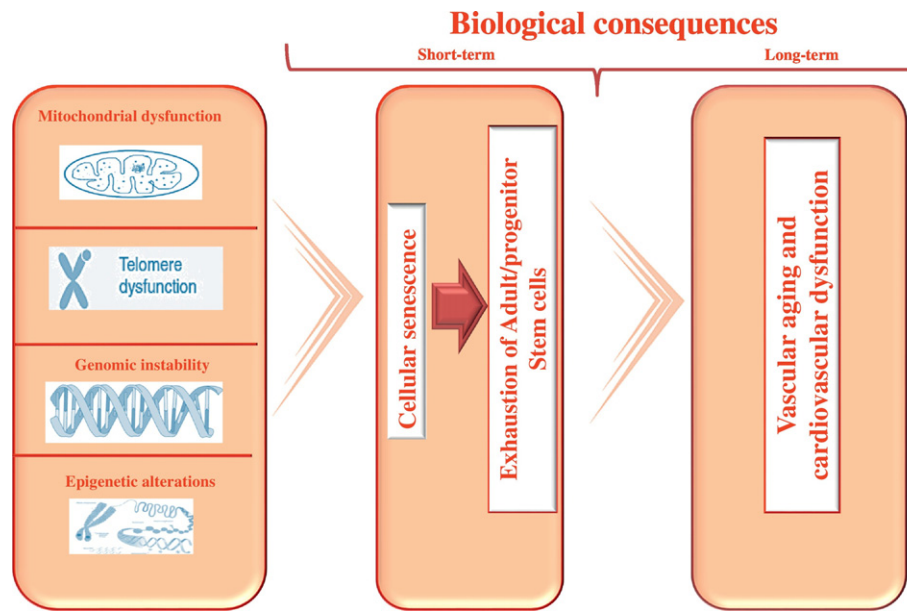 Biological consequences
Short-term
Long-term
Mitochondrial dysfunction
Telomere
dysfunction
Genomic instability
Epigenetic alterations
Cellular senescence
Exhaustion of Adult/progenitor
Stem cells
Vascular aging and
cardiovascular dysfunction